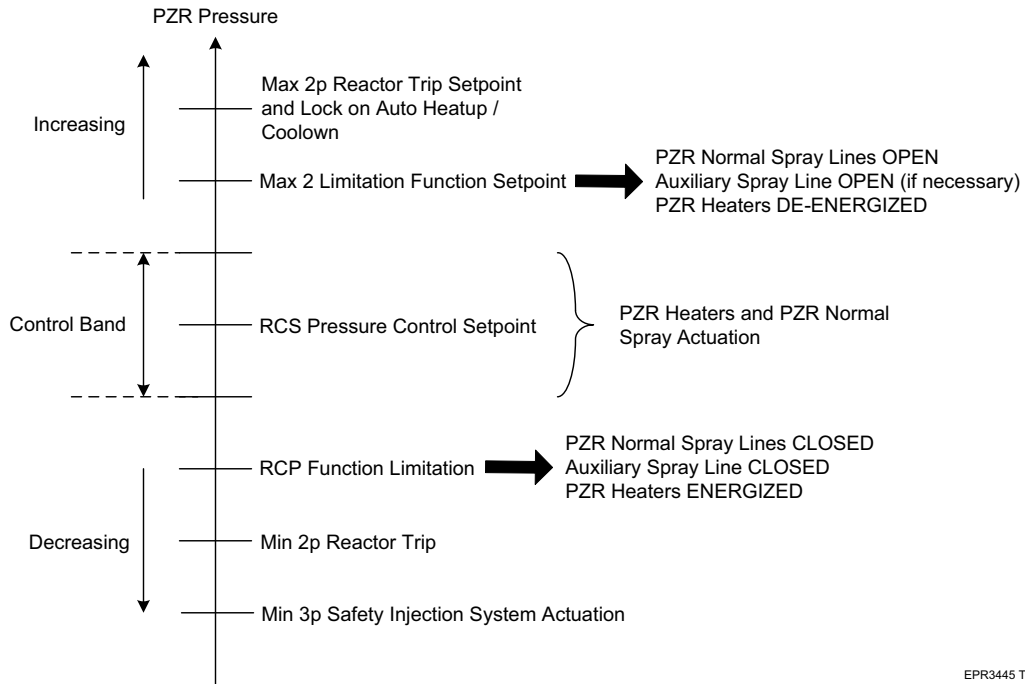 PZR Pressure
Increasing
Max 2p Reactor Trip Setpoint
and Lock on Auto Heatup /
Coolown
Max 2 Limitation Function Setpoint
PZR Normal Spray Lines OPEN
Auxiliary Spray Line OPEN (if necessary)
PZR Heaters DE-ENERGIZED
Control Band
RCS Pressure Control Setpoint
PZR Heaters and PZR Normal
Spray Actuation
RCP Function Limitation
PZR Normal Spray Lines CLOSED
Auxiliary Spray Line CLOSED
PZR Heaters ENERGIZED
Decreasing
Min 2p Reactor Trip
Min 3p Safety Injection System Actuation
EPR3445 T